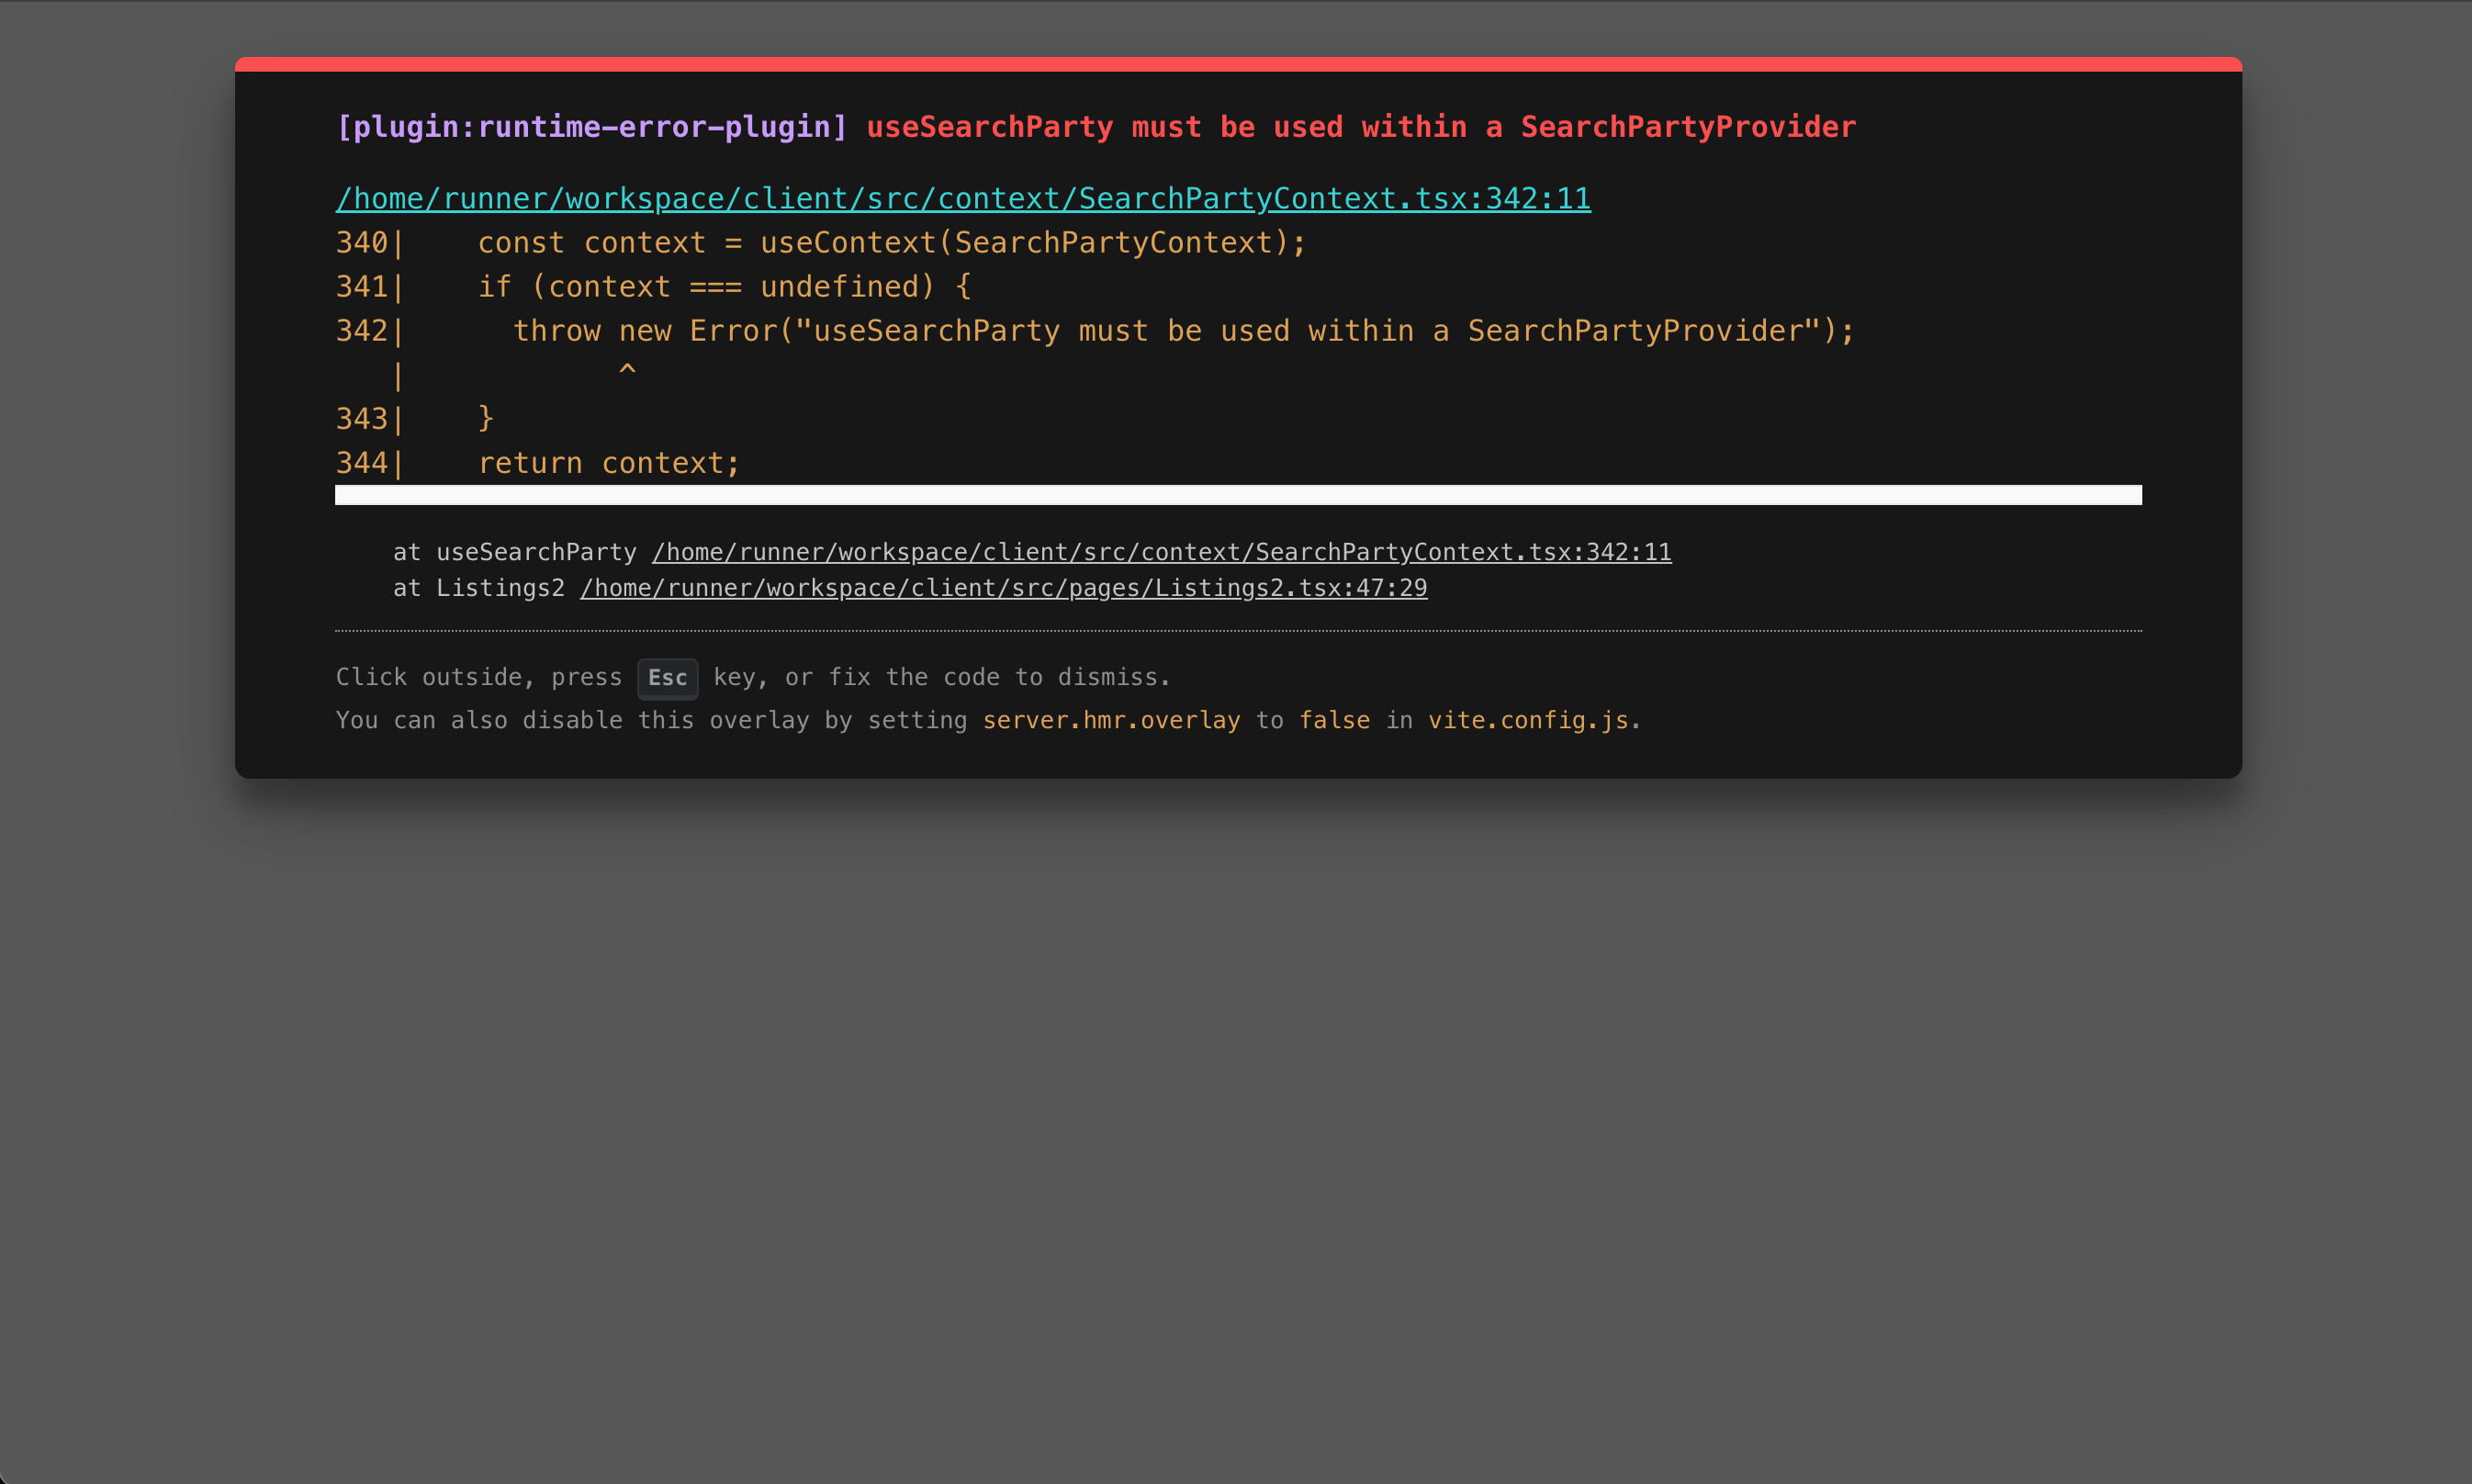 [plugin:runtime-error-plugin] useSearchParty must be used within a SearchPartyProvider
/home/runner/workspace/client/src/context/SearchPartyContext.tsx:342:11
340|    const context = useContext(SearchPartyContext);
341|    if (context === undefined) {
342|      throw new Error("useSearchParty must be used within a SearchPartyProvider");
   |            ^
343|    }
344|    return context;
at useSearchParty /home/runner/workspace/client/src/context/SearchPartyContext.tsx:342:11
at Listings2 /home/runner/workspace/client/src/pages/Listings2.tsx:47:29
Click outside, press Esc key, or fix the code to dismiss.
You can also disable this overlay by setting server.hmr.overlay to false in vite.config.js.